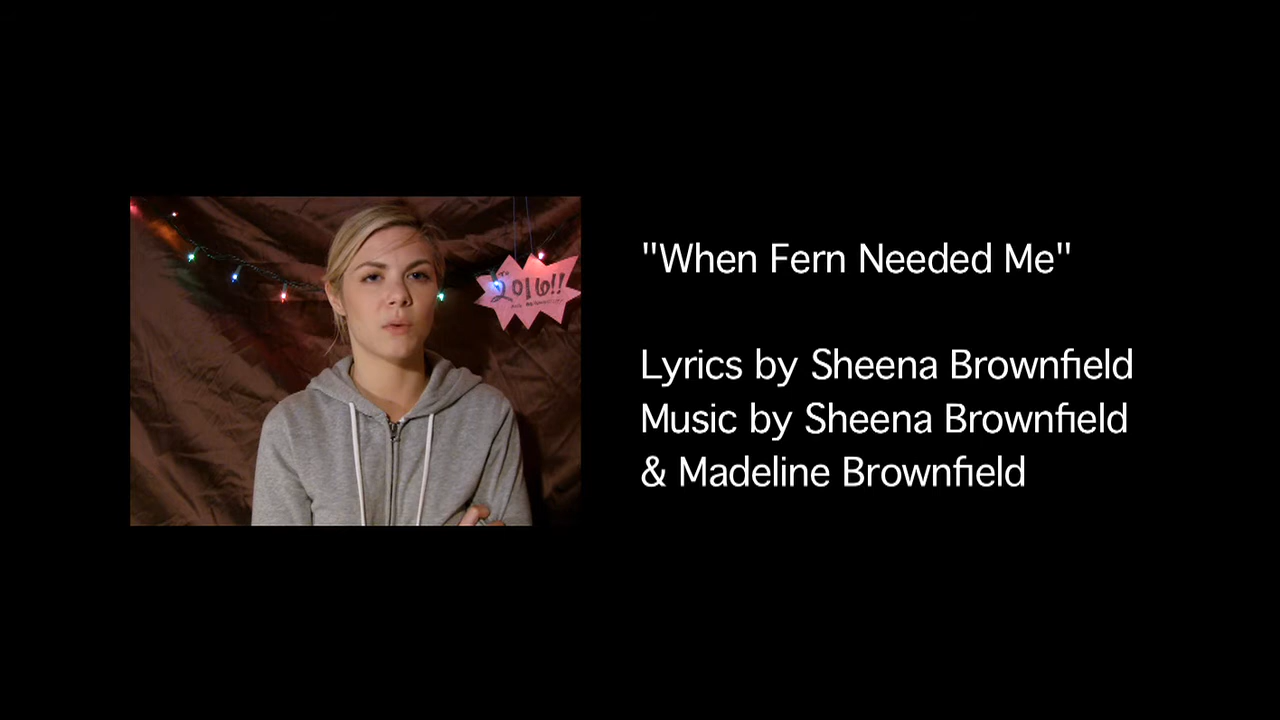 2016!!
"When Fern Needed Me"
Lyrics by Sheena Brownfield
Music by Sheena Brownfield
& Madeline Brownfield